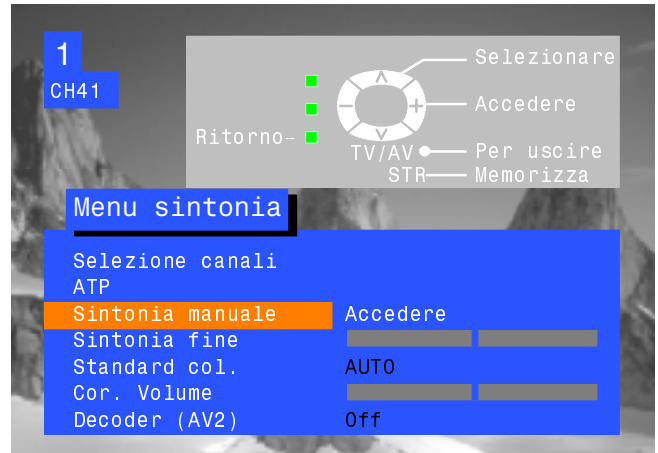 1
CH41
Selezionare
Accedere
Ritorno
TV/AV Per uscire
STR Memorizza
Menu sintonia
Selezione canali
ATP
Sintonia manuale Accedere
Sintonia fine
Standard col. AUTO
Cor. Volume
Decoder (AV2) Off